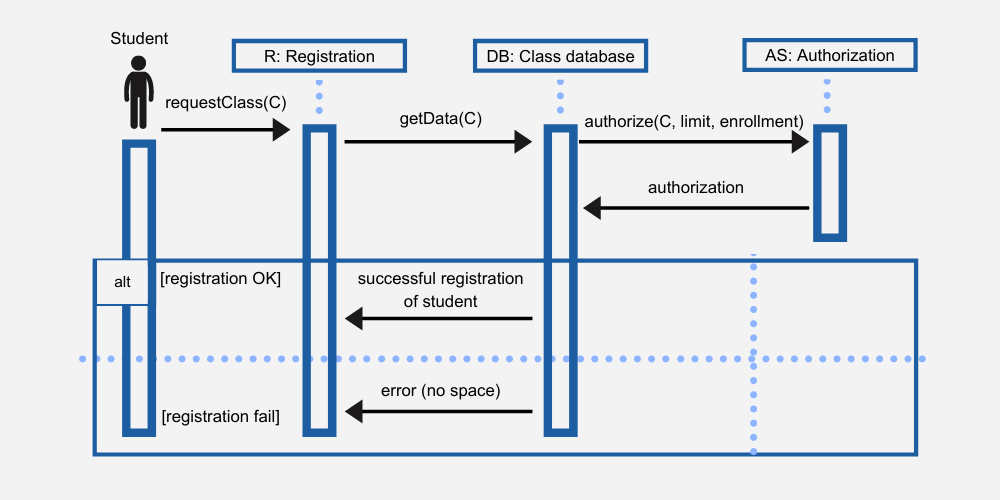 Student
R: Registration
DB: Class database
AS: Authorization
requestClass(C)
getData(C)
authorize(C, limit, enrollment)
authorization
alt
[registration OK]
successful registration
of student
error (no space)
[registration fail]